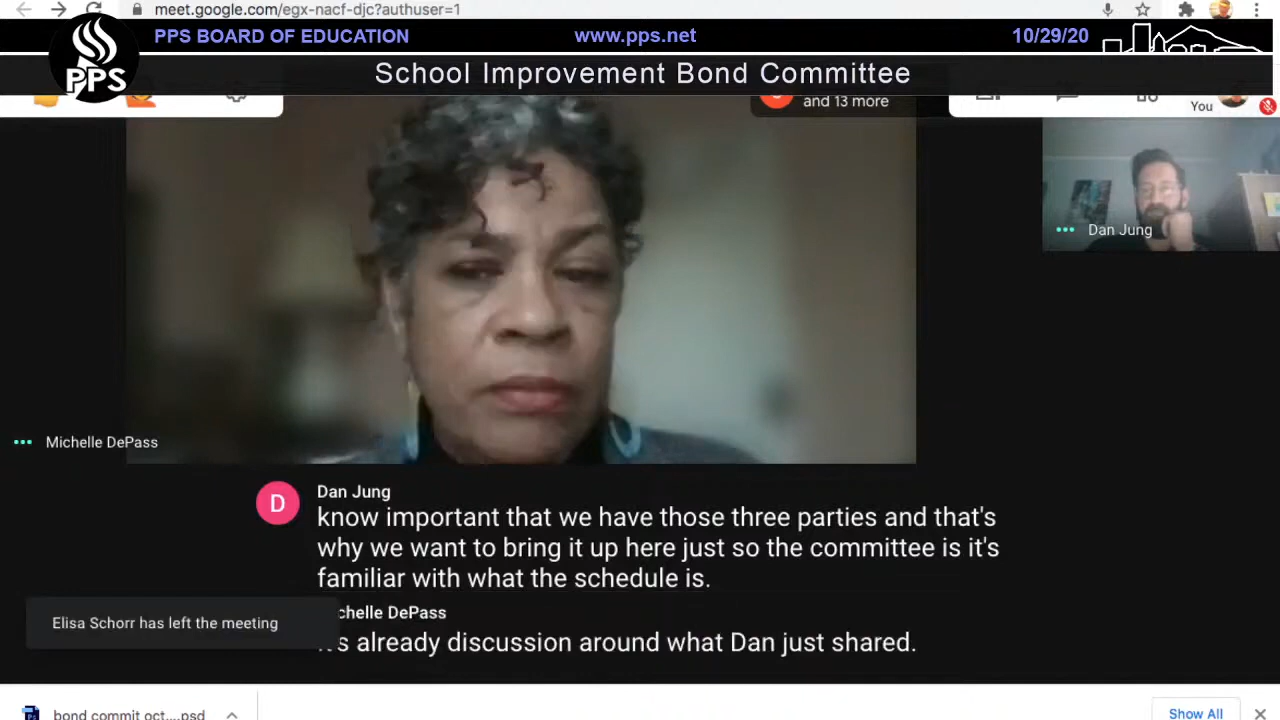 meet.google.com/egx-nacf-djc?authuser=1
PPS BOARD OF EDUCATION
www.pps.net
10/29/20
PPS
School Improvement Bond Committee
and 13 more
You
Dan Jung
Michelle DePass
D
Dan Jung
know important that we have those three parties and that's
why we want to bring it up here just so the committee is it's
familiar with what the schedule is.
Elisa Schorr has left the meeting
chelle DePass
already discussion around what Dan just shared.
bond commit oct....psd
Show All